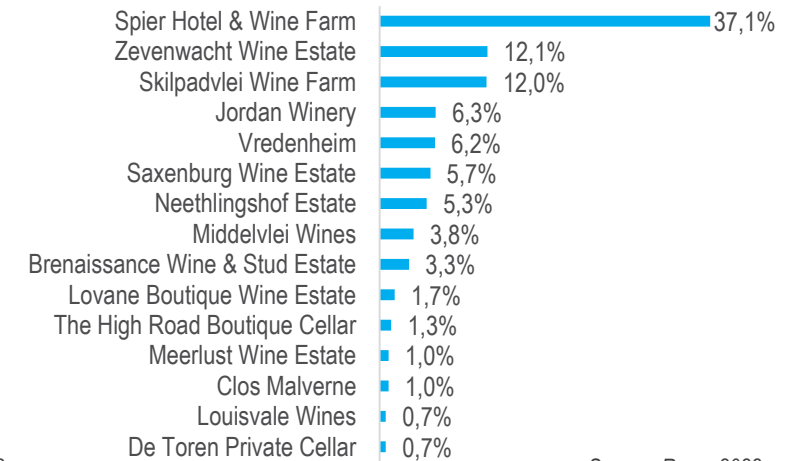 Spier Hotel & Wine Farm 37,1%
Zevenwacht Wine Estate 12,1%
Skilpadvlei Wine Farm 12,0%
Jordan Winery 6,3%
Vredenheim 6,2%
Saxenburg Wine Estate 5,7%
Neethlingshof Estate 5,3%
Middelvlei Wines 3,8%
Brenaissance Wine & Stud Estate 3,3%
Lovane Boutique Wine Estate 1,7%
The High Road Boutique Cellar 1,3%
Meerlust Wine Estate 1,0%
Clos Malverne 1,0%
Louisvale Wines 0,7%
De Toren Private Cellar 0,7%